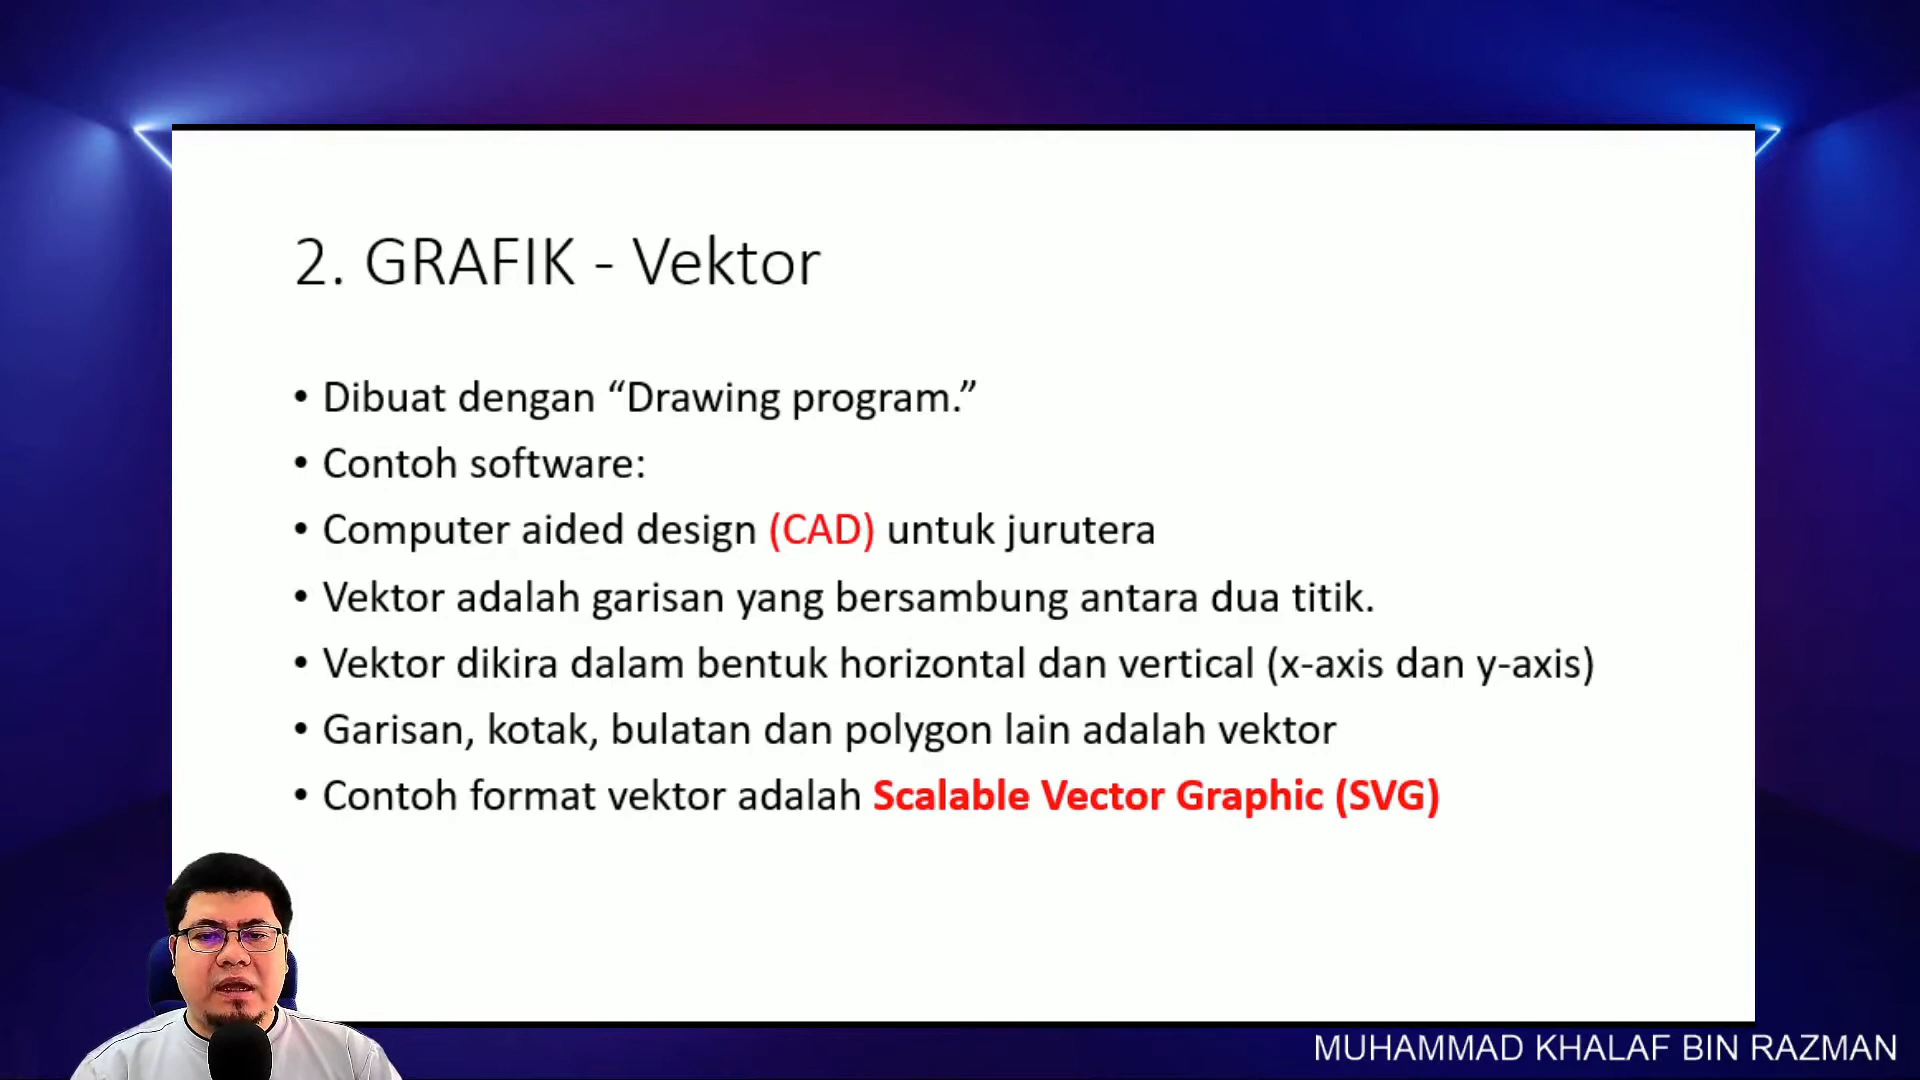 2. GRAFIK - Vektor
• Dibuat dengan “Drawing program.”
• Contoh software:
• Computer aided design (CAD) untuk jurutera
• Vektor adalah garisan yang bersambung antara dua titik.
• Vektor dikira dalam bentuk horizontal dan vertical (x-axis dan y-axis)
• Garisan, kotak, bulatan dan polygon lain adalah vektor
• Contoh format vektor adalah Scalable Vector Graphic (SVG)
MUHAMMAD KHALAF BIN RAZMAN